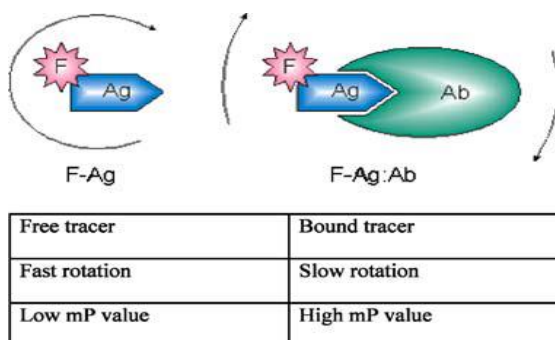 F
Ag
F
Ag
Ab
F-Ag
F-Ag:Ab
Free tracer
Bound tracer
Fast rotation
Slow rotation
Low mP value
High mP value